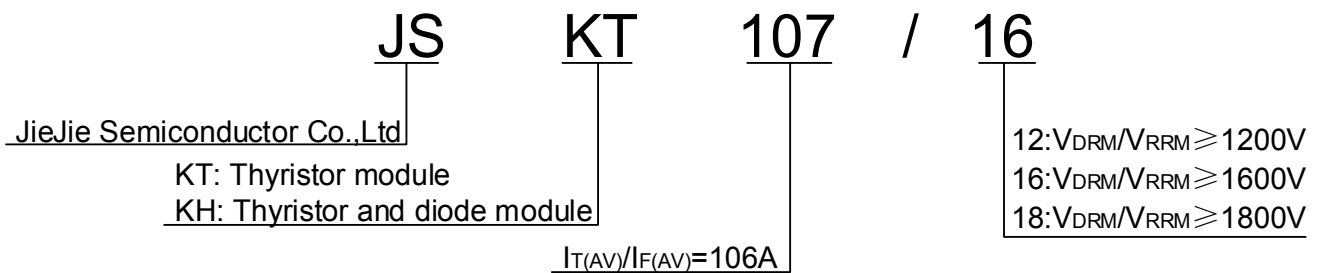 JS KT 107 / 16
JieJie Semiconductor Co.,Ltd
KT: Thyristor module
KH: Thyristor and diode module
IT(AV)/IF(AV)=106A
12:VDRM/VRRM≥1200V
16:VDRM/VRRM≥1600V
18:VDRM/VRRM≥1800V